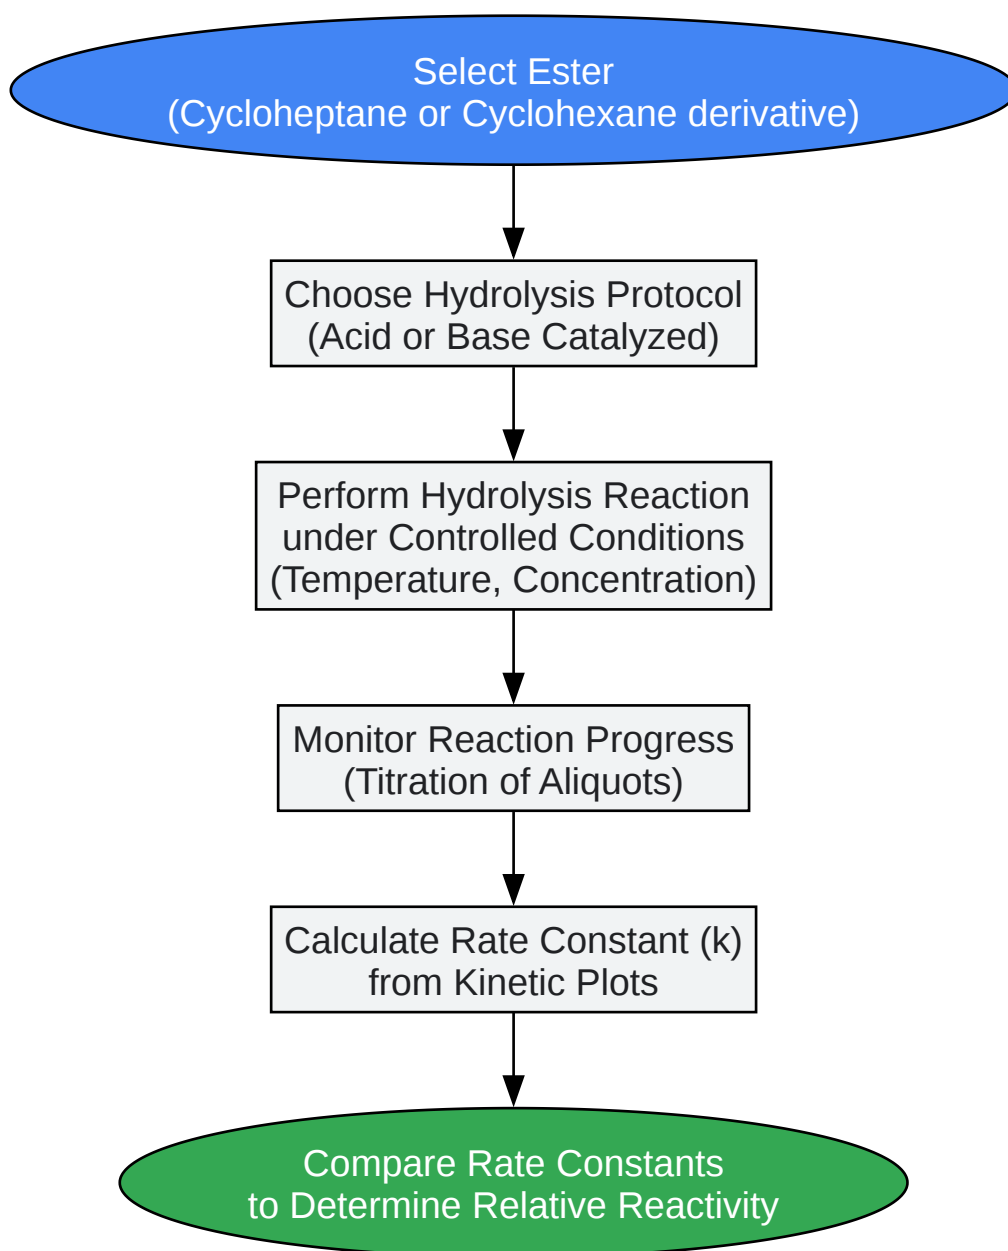 Select Ester
(Cycloheptane or Cyclohexane derivative)
Choose Hydrolysis Protocol
(Acid or Base Catalyzed)
Perform Hydrolysis Reaction
under Controlled Conditions
(Temperature, Concentration)
Monitor Reaction Progress
(Titration of Aliquots)
Calculate Rate Constant (k)
from Kinetic Plots
Compare Rate Constants
to Determine Relative Reactivity